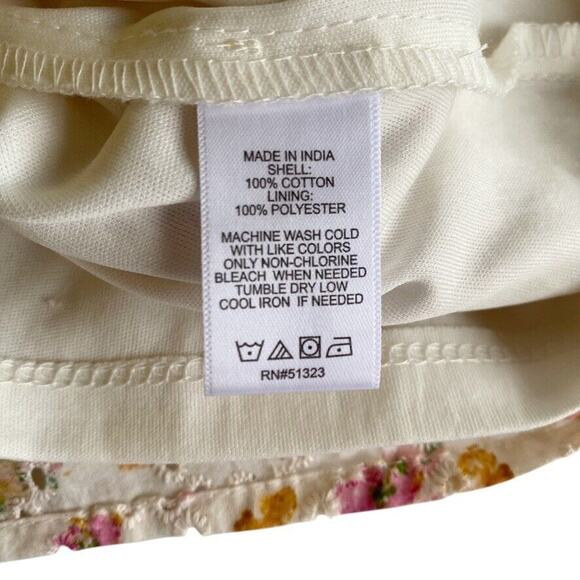 MADE IN INDIA
SHELL:
100% COTTON
LINING:
100% POLYESTER
MACHINE WASH COLD
WITH LIKE COLORS
ONLY NON-CHLORINE
BLEACH WHEN NEEDED
TUMBLE DRY LOW
COOL IRON IF NEEDED
RN#51323